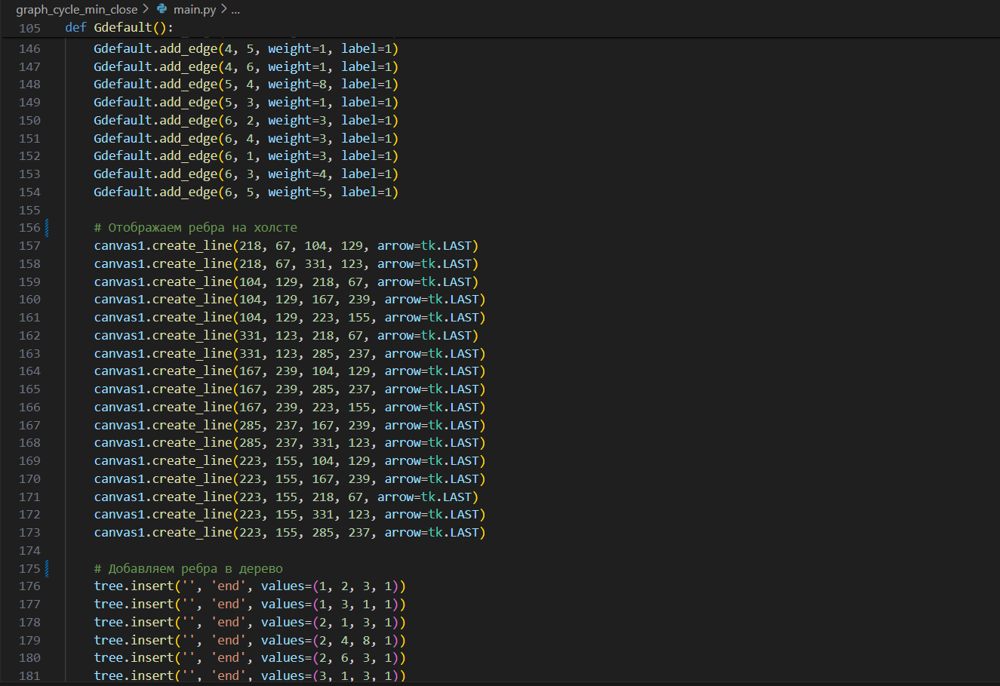 graph_cycle_min_close > main.py > ...
105 def Gdefault():
146 Gdefault.add_edge(4, 5, weight=1, label=1)
147 Gdefault.add_edge(4, 6, weight=1, label=1)
148 Gdefault.add_edge(5, 4, weight=8, label=1)
149 Gdefault.add_edge(5, 3, weight=1, label=1)
150 Gdefault.add_edge(6, 2, weight=3, label=1)
151 Gdefault.add_edge(6, 4, weight=3, label=1)
152 Gdefault.add_edge(6, 1, weight=3, label=1)
153 Gdefault.add_edge(6, 3, weight=4, label=1)
154 Gdefault.add_edge(6, 5, weight=5, label=1)
155
156 # Отображаем ребра на холсте
157 canvas1.create_line(218, 67, 104, 129, arrow=tk.LAST)
158 canvas1.create_line(218, 67, 331, 123, arrow=tk.LAST)
159 canvas1.create_line(104, 129, 218, 67, arrow=tk.LAST)
160 canvas1.create_line(104, 129, 167, 239, arrow=tk.LAST)
161 canvas1.create_line(104, 129, 223, 155, arrow=tk.LAST)
162 canvas1.create_line(331, 123, 218, 67, arrow=tk.LAST)
163 canvas1.create_line(331, 123, 285, 237, arrow=tk.LAST)
164 canvas1.create_line(167, 239, 104, 129, arrow=tk.LAST)
165 canvas1.create_line(167, 239, 285, 237, arrow=tk.LAST)
166 canvas1.create_line(167, 239, 223, 155, arrow=tk.LAST)
167 canvas1.create_line(285, 237, 167, 239, arrow=tk.LAST)
168 canvas1.create_line(285, 237, 331, 123, arrow=tk.LAST)
169 canvas1.create_line(223, 155, 104, 129, arrow=tk.LAST)
170 canvas1.create_line(223, 155, 167, 239, arrow=tk.LAST)
171 canvas1.create_line(223, 155, 218, 67, arrow=tk.LAST)
172 canvas1.create_line(223, 155, 331, 123, arrow=tk.LAST)
173 canvas1.create_line(223, 155, 285, 237, arrow=tk.LAST)
174
175 # Добавляем ребра в дерево
176 tree.insert('', 'end', values=(1, 2, 3, 1))
177 tree.insert('', 'end', values=(1, 3, 1, 1))
178 tree.insert('', 'end', values=(2, 1, 3, 1))
179 tree.insert('', 'end', values=(2, 4, 8, 1))
180 tree.insert('', 'end', values=(2, 6, 3, 1))
181 tree.insert('', 'end', values=(3, 1, 3, 1))